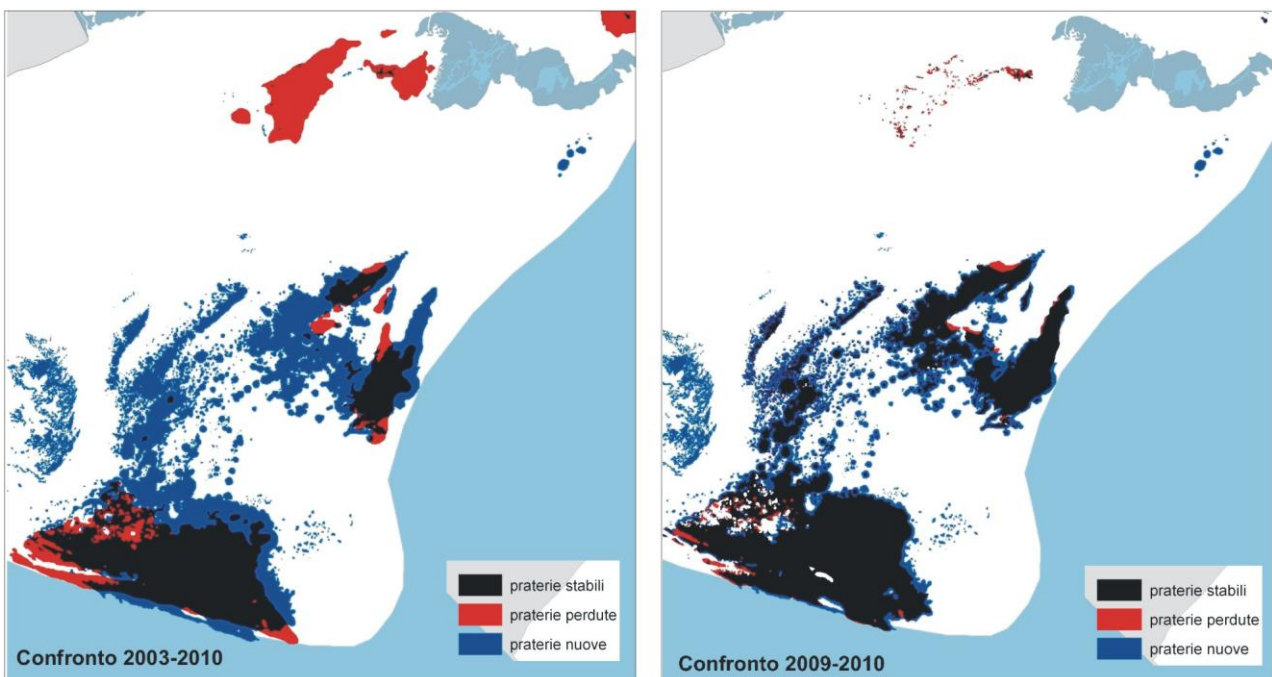 praterie stabili
praterie perdute
praterie nuove
Confronto 2003-2010
praterie stabili
praterie perdute
praterie nuove
Confronto 2009-2010